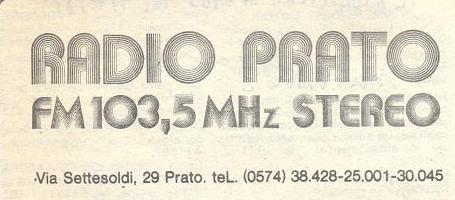 RADIO PRATO
FM 103,5 MHz STEREO
Via Settesoldi, 29 Prato. teL. (0574) 38.428-25.001-30.045